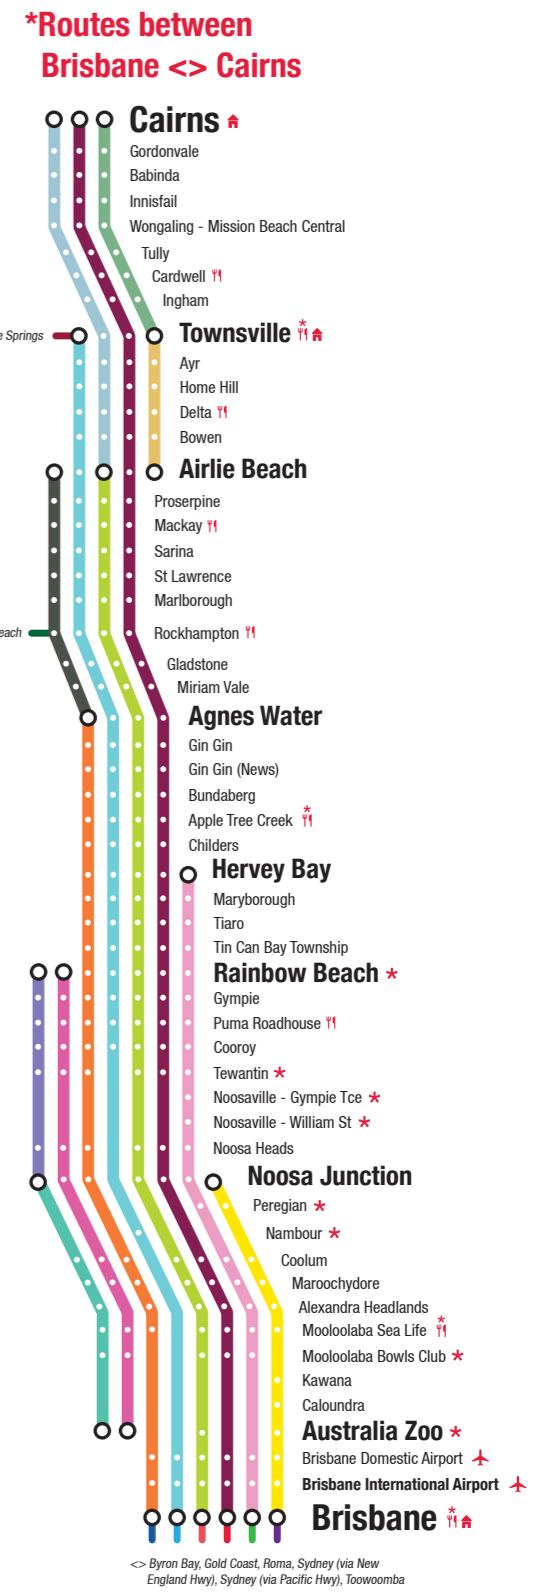 *Routes between
Brisbane <> Cairns
Cairns
Gordonvale
Babinda
Innisfail
Wongaling - Mission Beach Central
Tully
Cardwell
Ingham
e Springs
Townsville *
Ayr
Home Hill
Delta
Bowen
Airlie Beach
Proserpine
Mackay
Sarina
St Lawrence
Marlborough
each
Rockhampton
Gladstone
Miriam Vale
Agnes Water
Gin Gin
Gin Gin (News)
Bundaberg
Apple Tree Creek *
Childers
Hervey Bay
Maryborough
Tiaro
Tin Can Bay Township
Rainbow Beach *
Gympie
Puma Roadhouse
Cooroy
Tewantin *
Noosaville - Gympie Tce *
Noosaville - William St *
Noosa Heads
Noosa Junction
Peregian *
Nambour *
Coolum
Maroochydore
Alexandra Headlands
Mooloolaba Sea Life *
Mooloolaba Bowls Club *
Kawana
Caloundra
Australia Zoo *
Brisbane Domestic Airport
Brisbane International Airport
Brisbane *
<> Byron Bay, Gold Coast, Roma, Sydney (via New
England Hwy), Sydney (via Pacific Hwy), Toowoomba